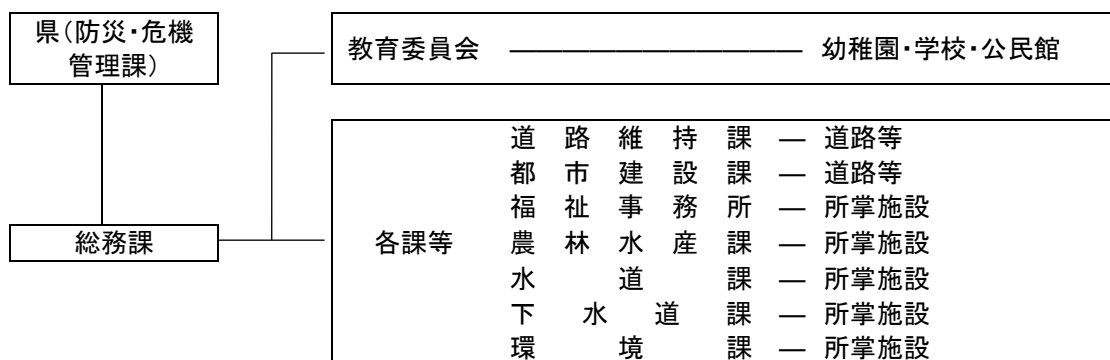 県（防災・危機
管理課）
教育委員会 ――――――――――― 幼稚園・学校・公民館
総務課
各課等
道路維持課 ― 道路等
都市建設課 ― 道路等
福祉事務所 ― 所掌施設
農林水産課 ― 所掌施設
水道課 ― 所掌施設
下水道課 ― 所掌施設
環境課 ― 所掌施設